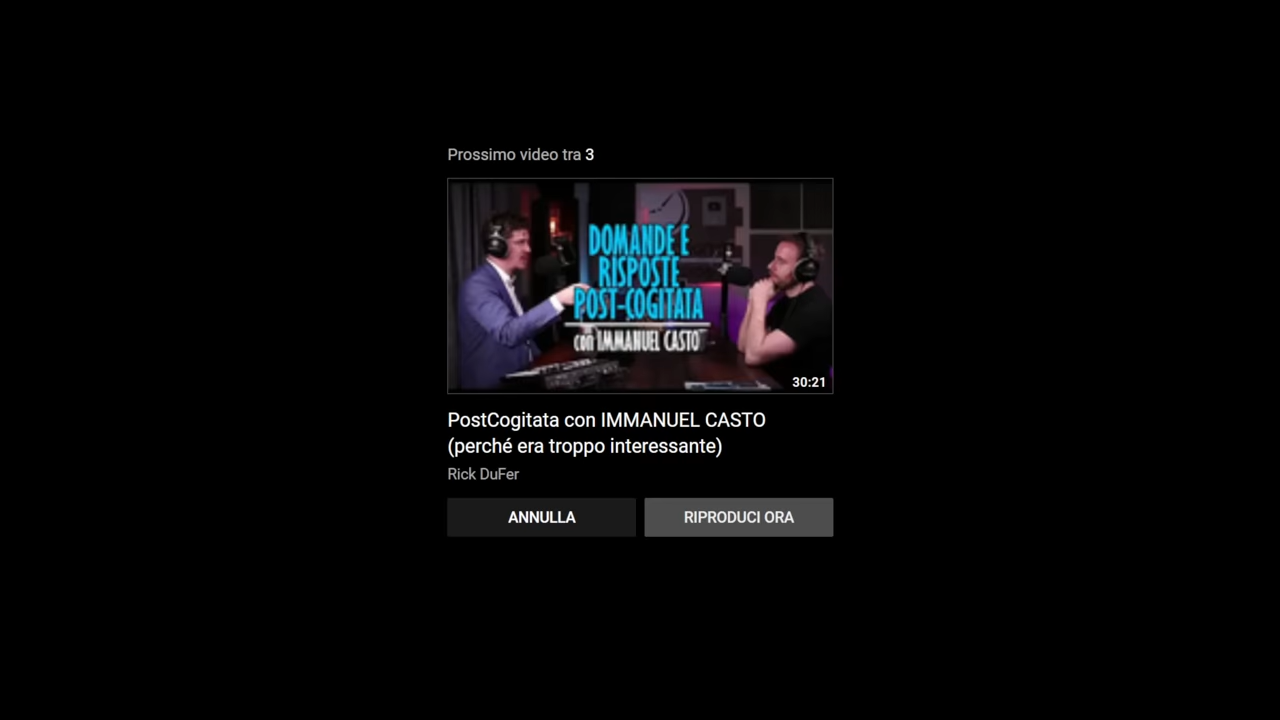 Prossimo video tra 3
DOMANDE E
RISPOSTE
POST-COGITATA
con IMMANUEL CASTO
30:21
PostCogitata con IMMANUEL CASTO
(perché era troppo interessante)
Rick DuFer
ANNULLA
RIPRODUCI ORA